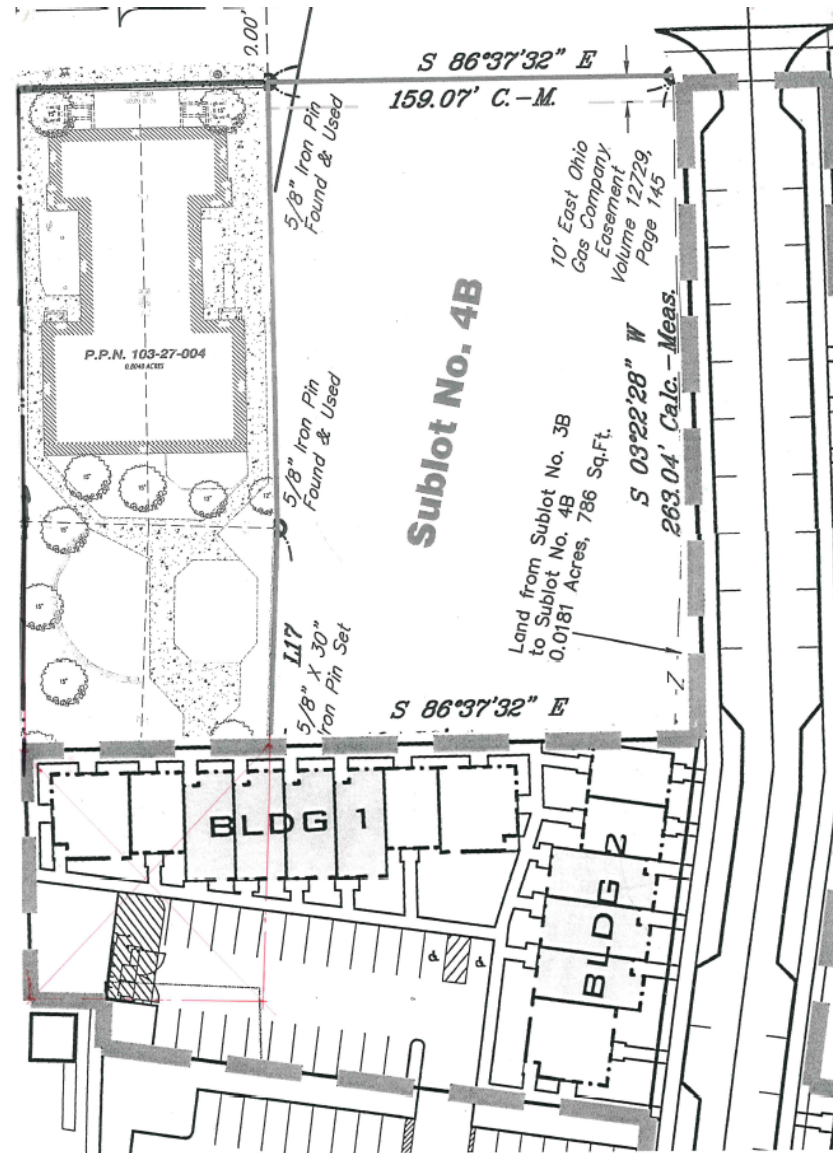 0.00'
S 86°37'32" E
159.07' C.-M.
5/8" Iron Pin
Found & Used
10' East Ohio
Gas Company
Easement
Volume 12729,
Page 145
P.P.N. 103-27-004
Sublot No. 4B
S 03°22'28" W
263.04' Calc.-Meas.
5/8" Iron Pin
Found & Used
Land from Sublot No. 3B
to Sublot No. 4B
0.0181 Acres, 786 Sq.Ft.
L17
5/8" X 30"
Iron Pin Set
S 86°37'32" E
BLDG 1
BLDG 2